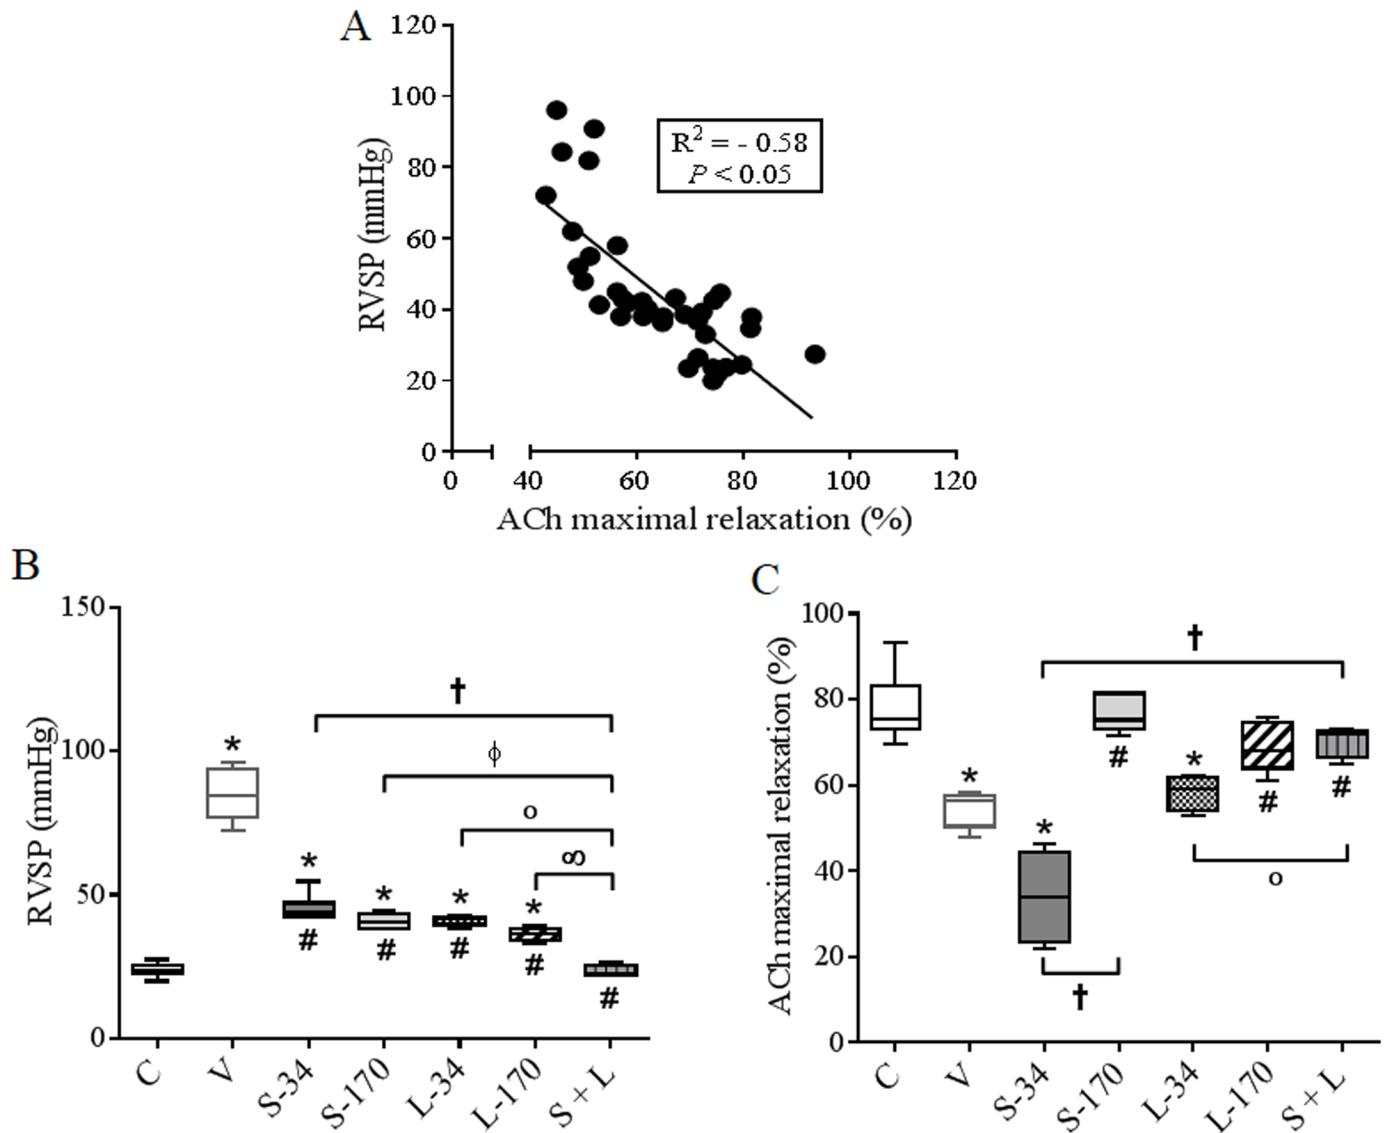 A
120
100
80
60
40
20
0
RVSP (mmHg)
R² = - 0.58
P < 0.05
0 40 60 80 100 120
ACh maximal relaxation (%)
B
150
100
50
0
RVSP (mmHg)
†
ϕ
o
∞
* * * * * *
# # # # #
C V S-34 S-170 L-34 L-170 S + L
C
100
80
60
40
20
0
ACh maximal relaxation (%)
†
* * *
# # #
o
†
C V S-34 S-170 L-34 L-170 S + L